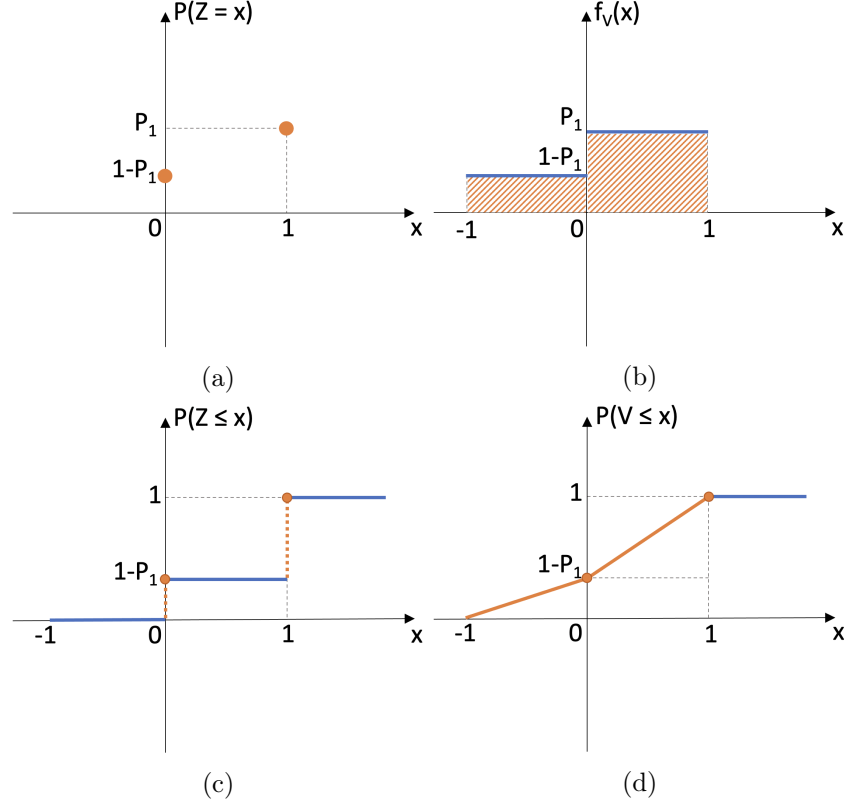 P(Z = x)
P₁
1-P₁
0
1
x
(a)
fᵥ(x)
P₁
1-P₁
-1
0
1
x
(b)
P(Z ≤ x)
1
1-P₁
-1
0
1
x
(c)
P(V ≤ x)
1
1-P₁
-1
0
1
x
(d)